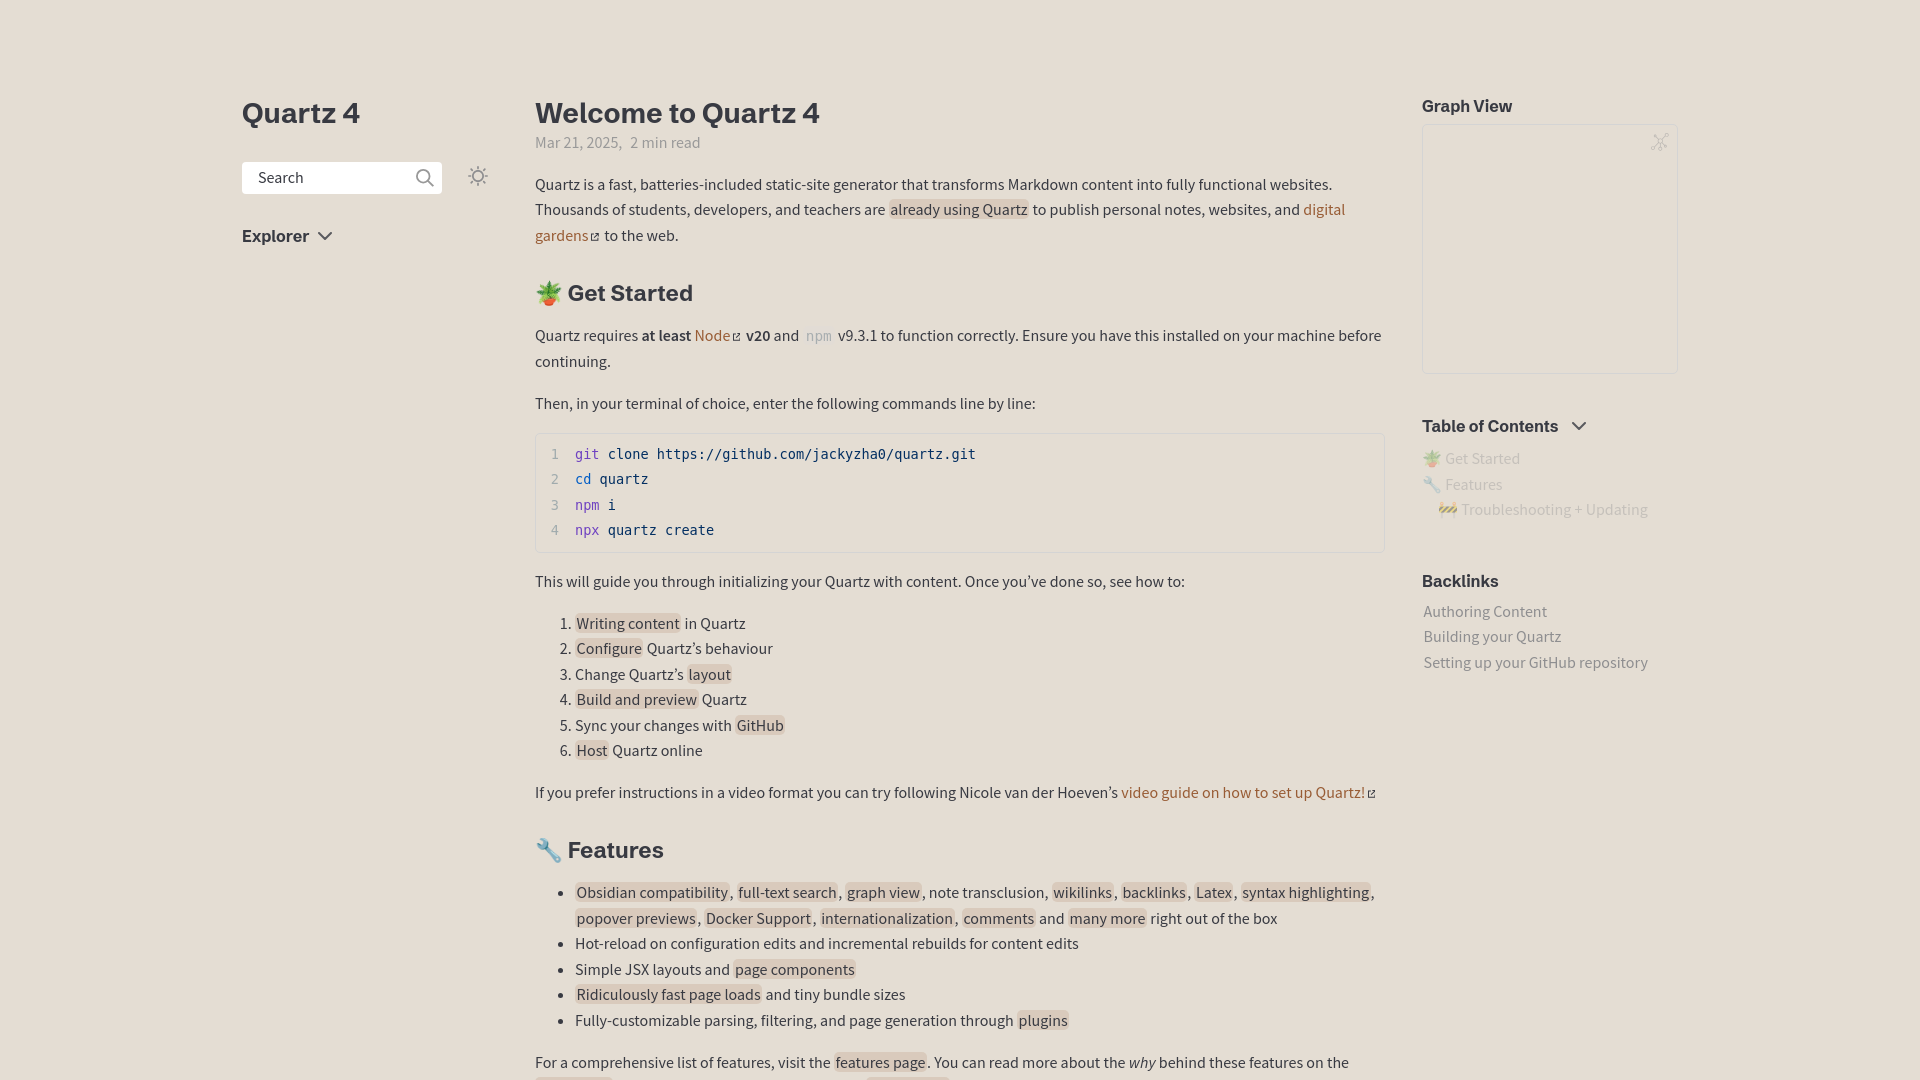 Quartz 4
Search
Explorer
Welcome to Quartz 4
Mar 21, 2025, 2 min read
Quartz is a fast, batteries-included static-site generator that transforms Markdown content into fully functional websites.
Thousands of students, developers, and teachers are already using Quartz to publish personal notes, websites, and digital
gardens to the web.
🪴 Get Started
Quartz requires at least Node v20 and npm v9.3.1 to function correctly. Ensure you have this installed on your machine before
continuing.
Then, in your terminal of choice, enter the following commands line by line:
1 git clone https://github.com/jackyzha0/quartz.git
2 cd quartz
3 npm i
4 npx quartz create
This will guide you through initializing your Quartz with content. Once you’ve done so, see how to:
1. Writing content in Quartz
2. Configure Quartz’s behaviour
3. Change Quartz’s layout
4. Build and preview Quartz
5. Sync your changes with GitHub
6. Host Quartz online
If you prefer instructions in a video format you can try following Nicole van der Hoeven’s video guide on how to set up Quartz!
🔧 Features
• Obsidian compatibility, full-text search, graph view, note transclusion, wikilinks, backlinks, Latex, syntax highlighting,
popover previews, Docker Support, internationalization, comments and many more right out of the box
• Hot-reload on configuration edits and incremental rebuilds for content edits
• Simple JSX layouts and page components
• Ridiculously fast page loads and tiny bundle sizes
• Fully-customizable parsing, filtering, and page generation through plugins
For a comprehensive list of features, visit the features page. You can read more about the why behind these features on the
Graph View
Table of Contents
🪴 Get Started
🔧 Features
🚧 Troubleshooting + Updating
Backlinks
Authoring Content
Building your Quartz
Setting up your GitHub repository